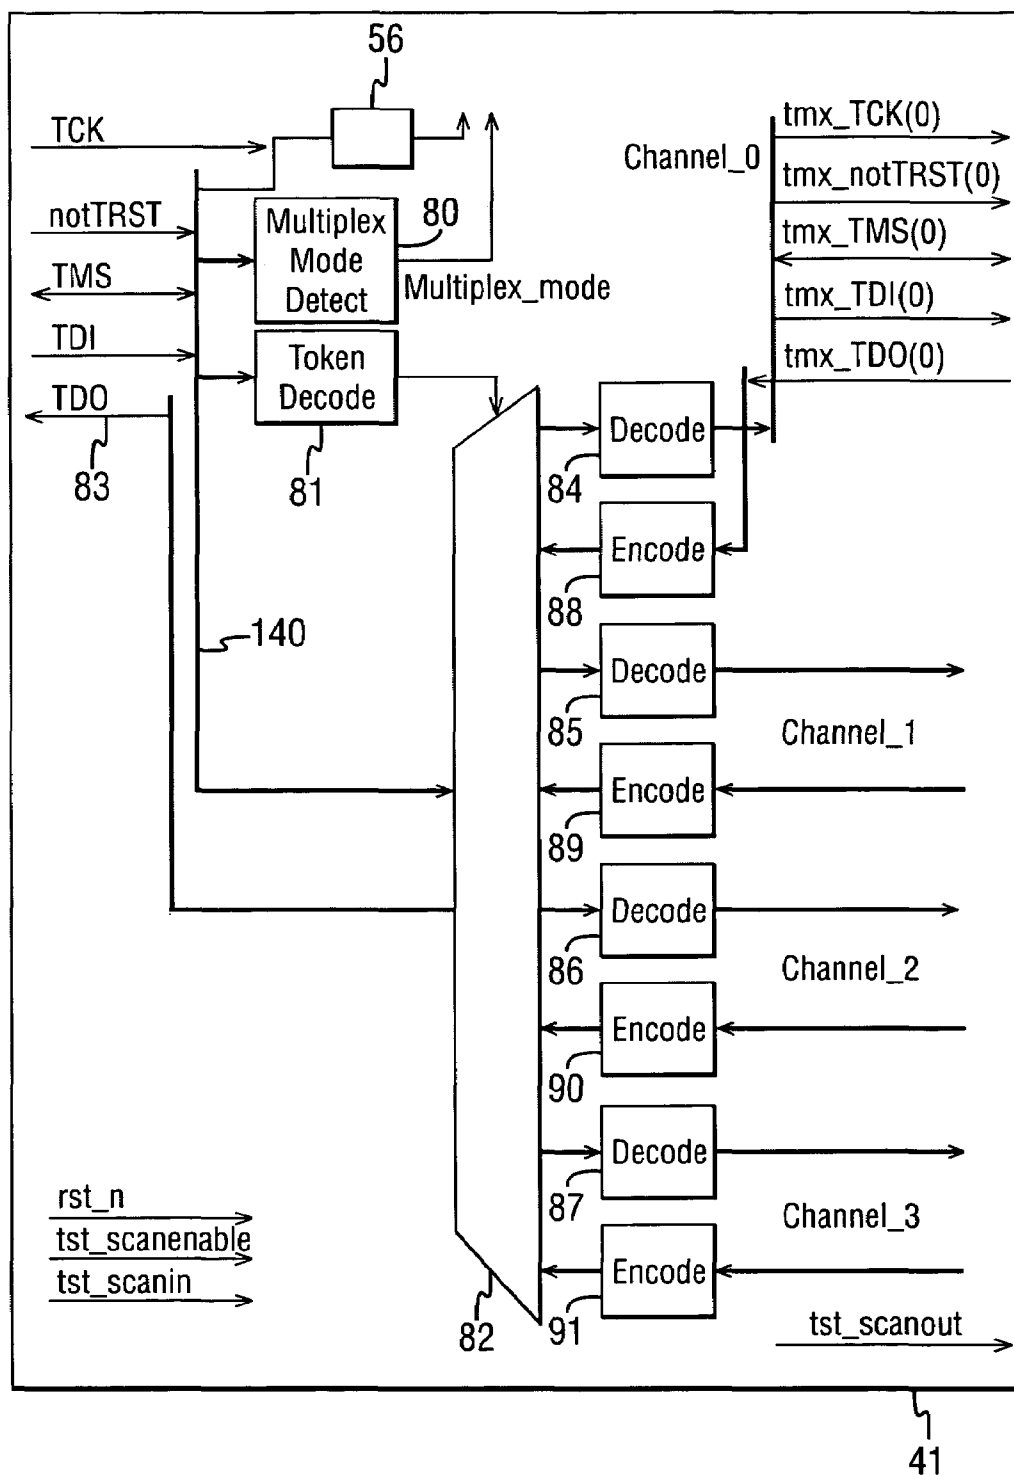 56
TCK
tmx_TCK(0)
Channel_0
tmx_notTRST(0)
notTRST
Multiplex
Mode
Detect
80
tmx_TMS(0)
TMS
Multiplex_mode
tmx_TDI(0)
TDI
Token
Decode
tmx_TDO(0)
TDO
83
81
Decode
84
Encode
88
140
Decode
85
Channel_1
Encode
89
Decode
86
Channel_2
Encode
90
Decode
87
rst_n
Channel_3
tst_scanenable
tst_scanin
Encode
82
91
tst_scanout
41